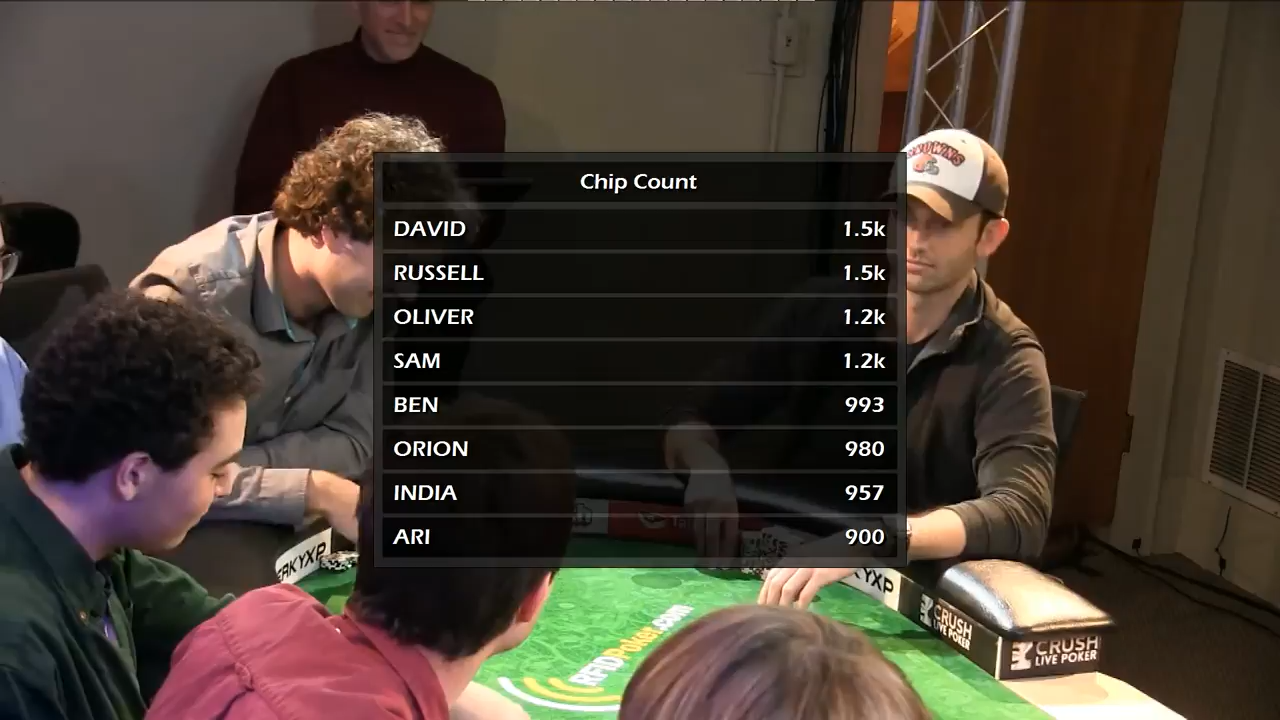 Chip Count
DAVID 1.5k
RUSSELL 1.5k
OLIVER 1.2k
SAM 1.2k
BEN 993
ORION 980
INDIA 957
ARI 900
CRUSH
LIVE POKER
CRUSH
LIVE POKER
RFIDPoker.com